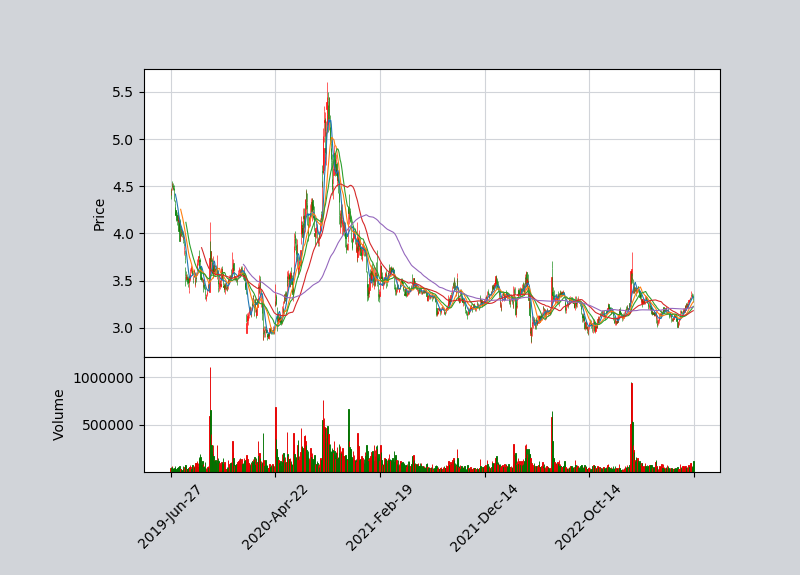 5.5
5.0
4.5
4.0
3.5
3.0
Price
1000000
500000
Volume
2019-Jun-27
2020-Apr-22
2021-Feb-19
2021-Dec-14
2022-Oct-14